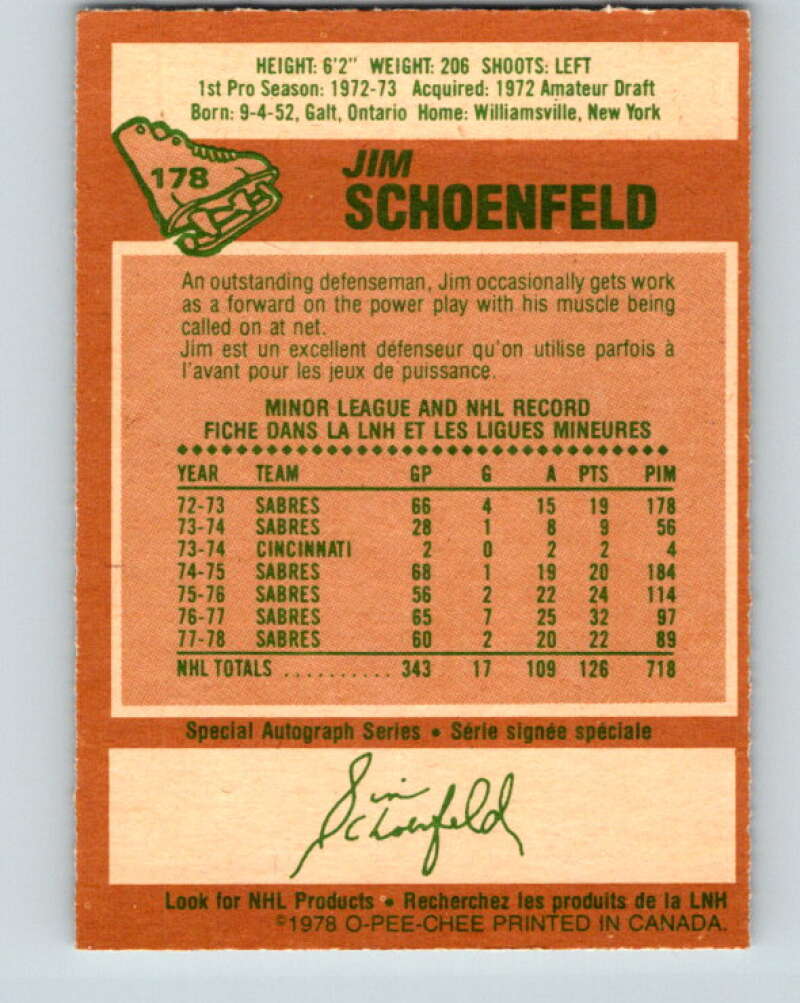 HEIGHT: 6'2" WEIGHT: 206 SHOOTS: LEFT
1st Pro Season: 1972-73 Acquired: 1972 Amateur Draft
Born: 9-4-52, Galt, Ontario Home: Williamsville, New York
178
JIM
SCHOENFELD
An outstanding defenseman, Jim occasionally gets work
as a forward on the power play with his muscle being
called on at net.
Jim est un excellent défenseur qu'on utilise parfois à
l'avant pour les jeux de puissance.
MINOR LEAGUE AND NHL RECORD
FICHE DANS LA LNH ET LES LIGUES MINEURES
YEAR TEAM GP G A PTS PIM
72-73 SABRES 66 4 15 19 178
73-74 SABRES 28 1 8 9 56
73-74 CINCINNATI 2 0 2 2 4
74-75 SABRES 68 1 19 20 184
75-76 SABRES 56 2 22 24 114
76-77 SABRES 65 7 25 32 97
77-78 SABRES 60 2 20 22 89
NHL TOTALS .......... 343 17 109 126 718
Special Autograph Series • Série signée spéciale
Jim
Schoenfeld
Look for NHL Products • Recherchez les produits de la LNH
©1978 O-PEE-CHEE PRINTED IN CANADA.